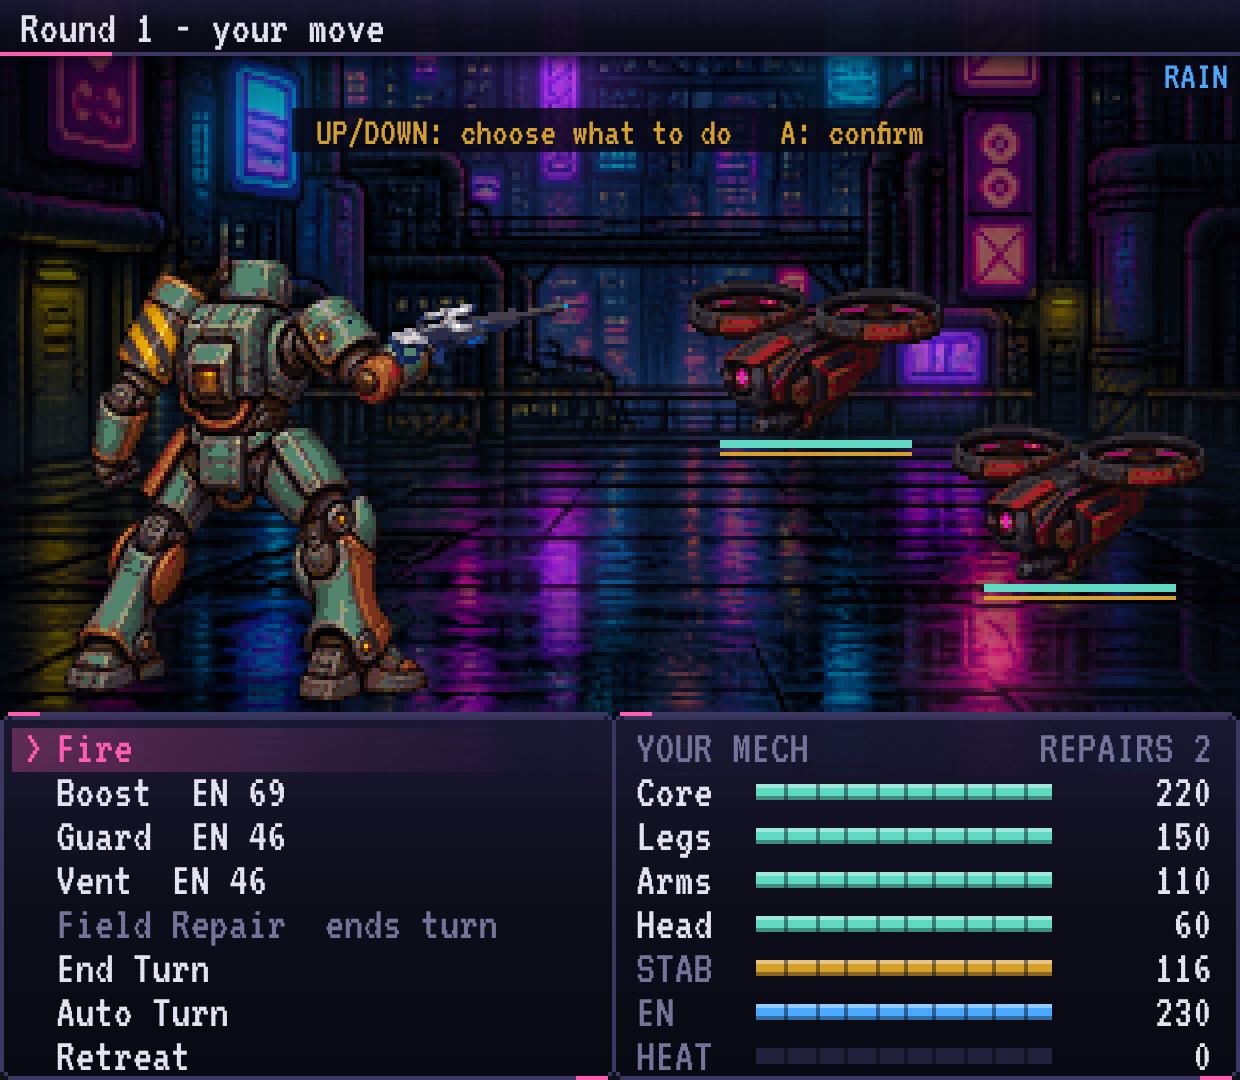 Round 1 - your move
RAIN
UP/DOWN: choose what to do A: confirm
> Fire
Boost EN 69
Guard EN 46
Vent EN 46
Field Repair ends turn
End Turn
Auto Turn
Retreat
YOUR MECH REPAIRS 2
Core 220
Legs 150
Arms 110
Head 60
STAB 116
EN 230
HEAT 0